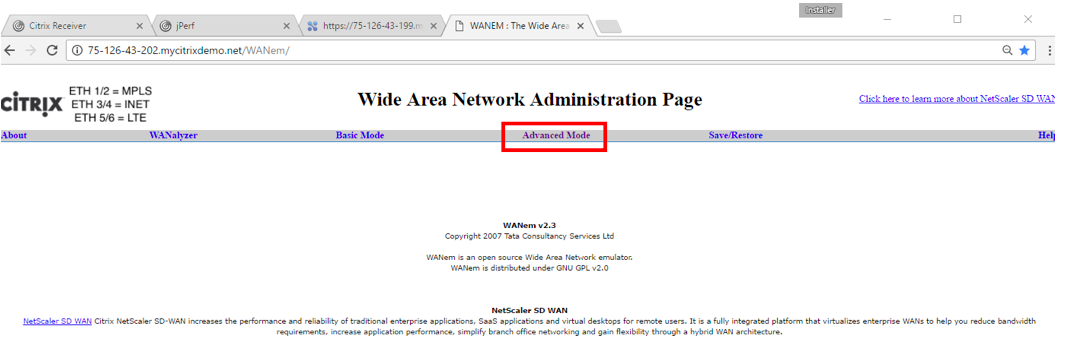 Installer
Citrix Receiver
jPerf
https://75-126-43-199.m
WANEM : The Wide Area
75-126-43-202.mycitrixdemo.net/WANem/
CITRIX
ETH 1/2 = MPLS
ETH 3/4 = INET
ETH 5/6 = LTE
Wide Area Network Administration Page
Click here to learn more about NetScaler SD WAN
About WANalyzer Basic Mode Advanced Mode Save/Restore Help
WANem v2.3
Copyright 2007 Tata Consultancy Services Ltd
WANem is an open source Wide Area Network emulator.
WANem is distributed under GNU GPL v2.0
NetScaler SD WAN
NetScaler SD WAN Citrix NetScaler SD-WAN increases the performance and reliability of traditional enterprise applications, SaaS applications and virtual desktops for remote users. It is a fully integrated platform that virtualizes enterprise WANs to help you reduce bandwidth
requirements, increase application performance, simplify branch office networking and gain flexibility through a hybrid WAN architecture.